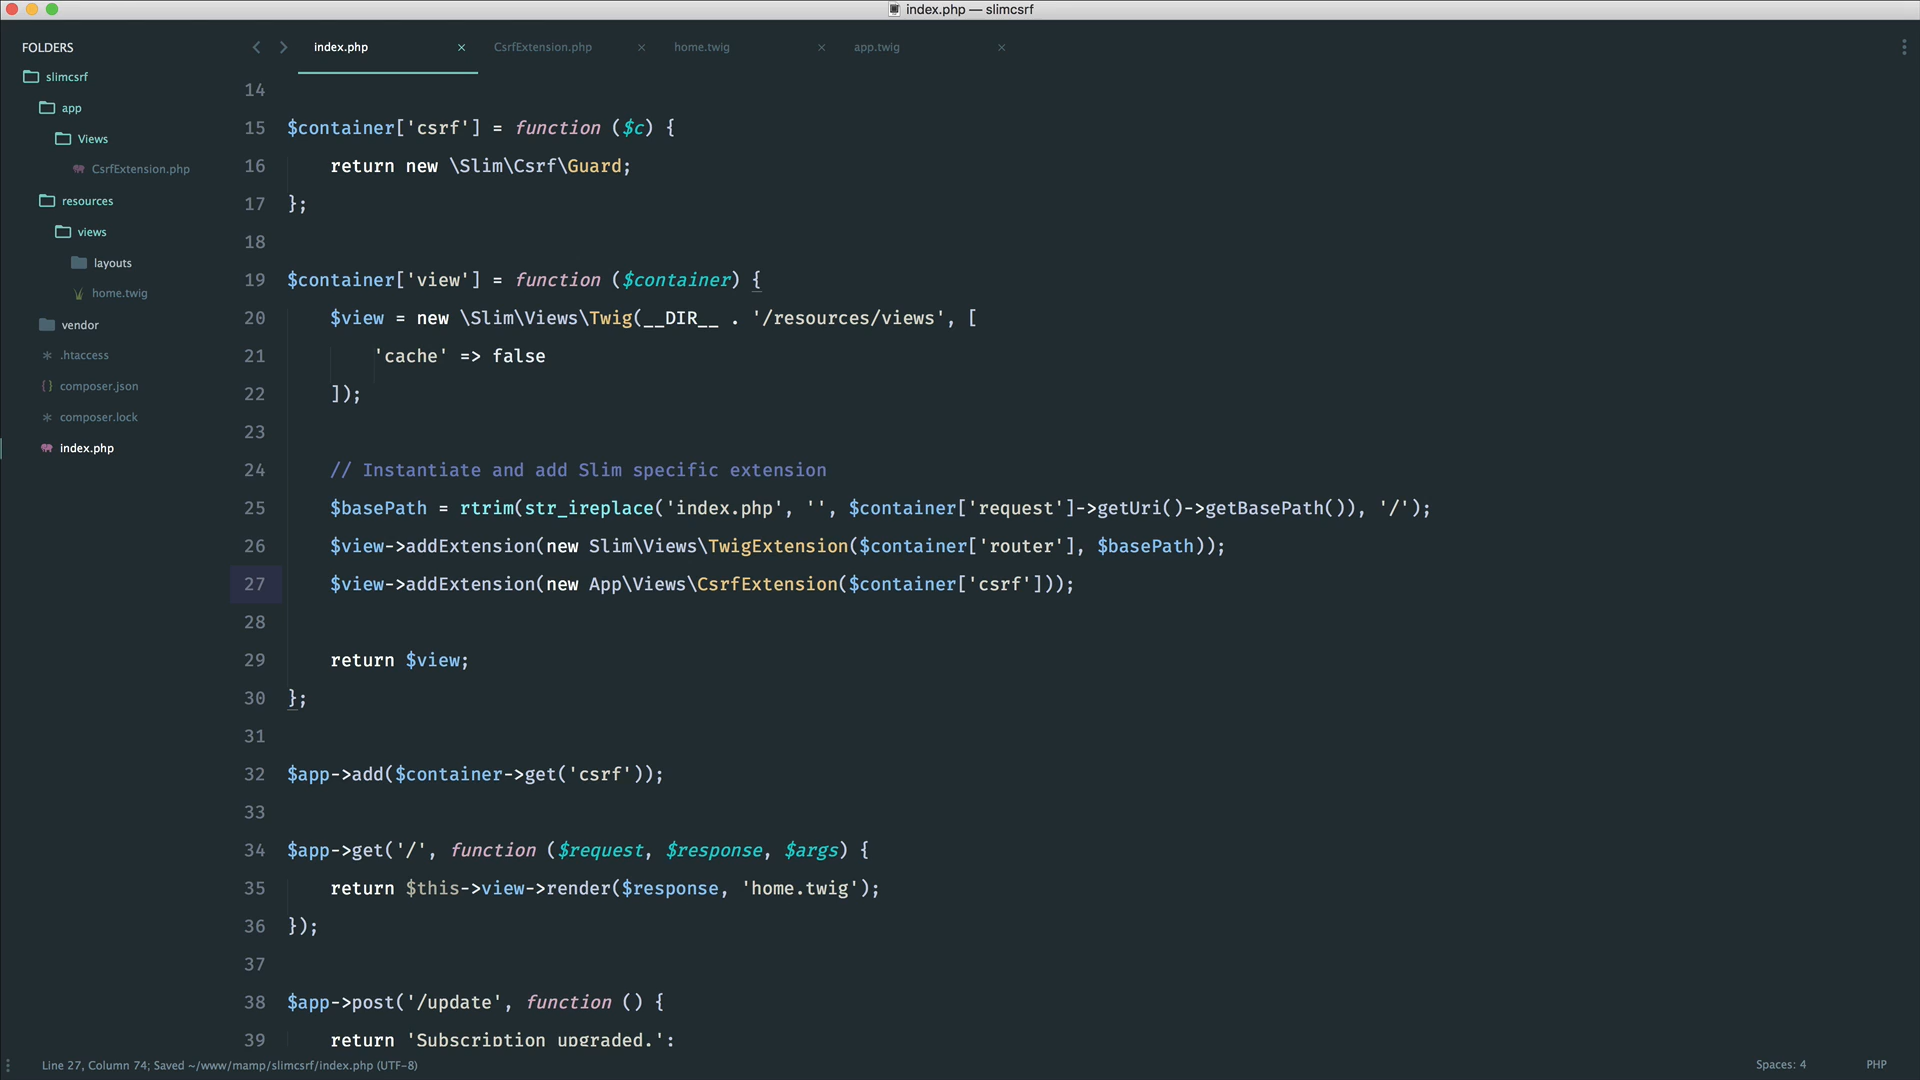 index.php — slimcsrf
FOLDERS
slimcsrf
app
Views
CsrfExtension.php
resources
views
layouts
home.twig
vendor
.htaccess
composer.json
composer.lock
index.php
index.php
CsrfExtension.php
home.twig
app.twig
14
15 $container['csrf'] = function ($c) {
16     return new \Slim\Csrf\Guard;
17 };
18
19 $container['view'] = function ($container) {
20     $view = new \Slim\Views\Twig(__DIR__ . '/resources/views', [
21         'cache' => false
22     ]);
23
24     // Instantiate and add Slim specific extension
25     $basePath = rtrim(str_ireplace('index.php', '', $container['request']->getUri()->getBasePath()), '/');
26     $view->addExtension(new Slim\Views\TwigExtension($container['router'], $basePath));
27     $view->addExtension(new App\Views\CsrfExtension($container['csrf']));
28
29     return $view;
30 };
31
32 $app->add($container->get('csrf'));
33
34 $app->get('/', function ($request, $response, $args) {
35     return $this->view->render($response, 'home.twig');
36 });
37
38 $app->post('/update', function () {
39     return 'Subscription upgraded.';
Line 27, Column 74; Saved ~/www/mamp/slimcsrf/index.php (UTF-8)
Spaces: 4
PHP